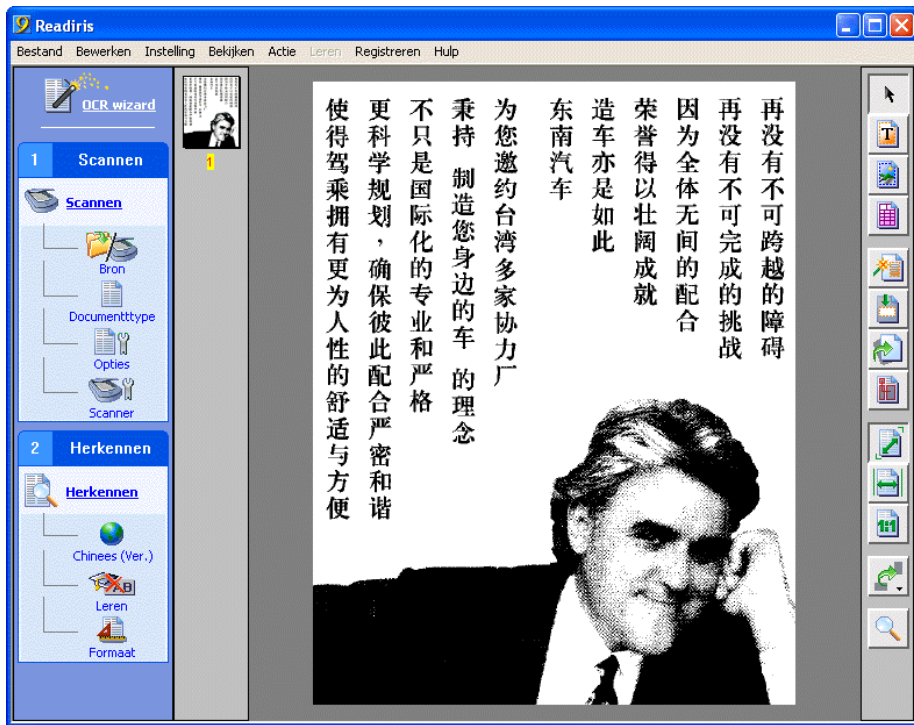 Readiris
Bestand Bewerken Instelling Bekijken Actie Leren Registreren Hulp
OCR wizard
1 Scannen
Scannen
Bron
Documenttype
Opties
Scanner
2 Herkennen
Herkennen
Chinees (Ver.)
Leren
Formaat
1
再没有不可跨越的障碍
再没有不可完成的挑战
因为全体无间的配合
荣誉得以壮阔成就
造车亦是如此
东南汽车
为您邀约台湾多家协力厂
秉持 制造您身边的车 的理念
不只是国际化的专业和严格
更科学规划，确保彼此配合严密和谐
使得驾乘拥有更为人性的舒适与方便
T
1:1